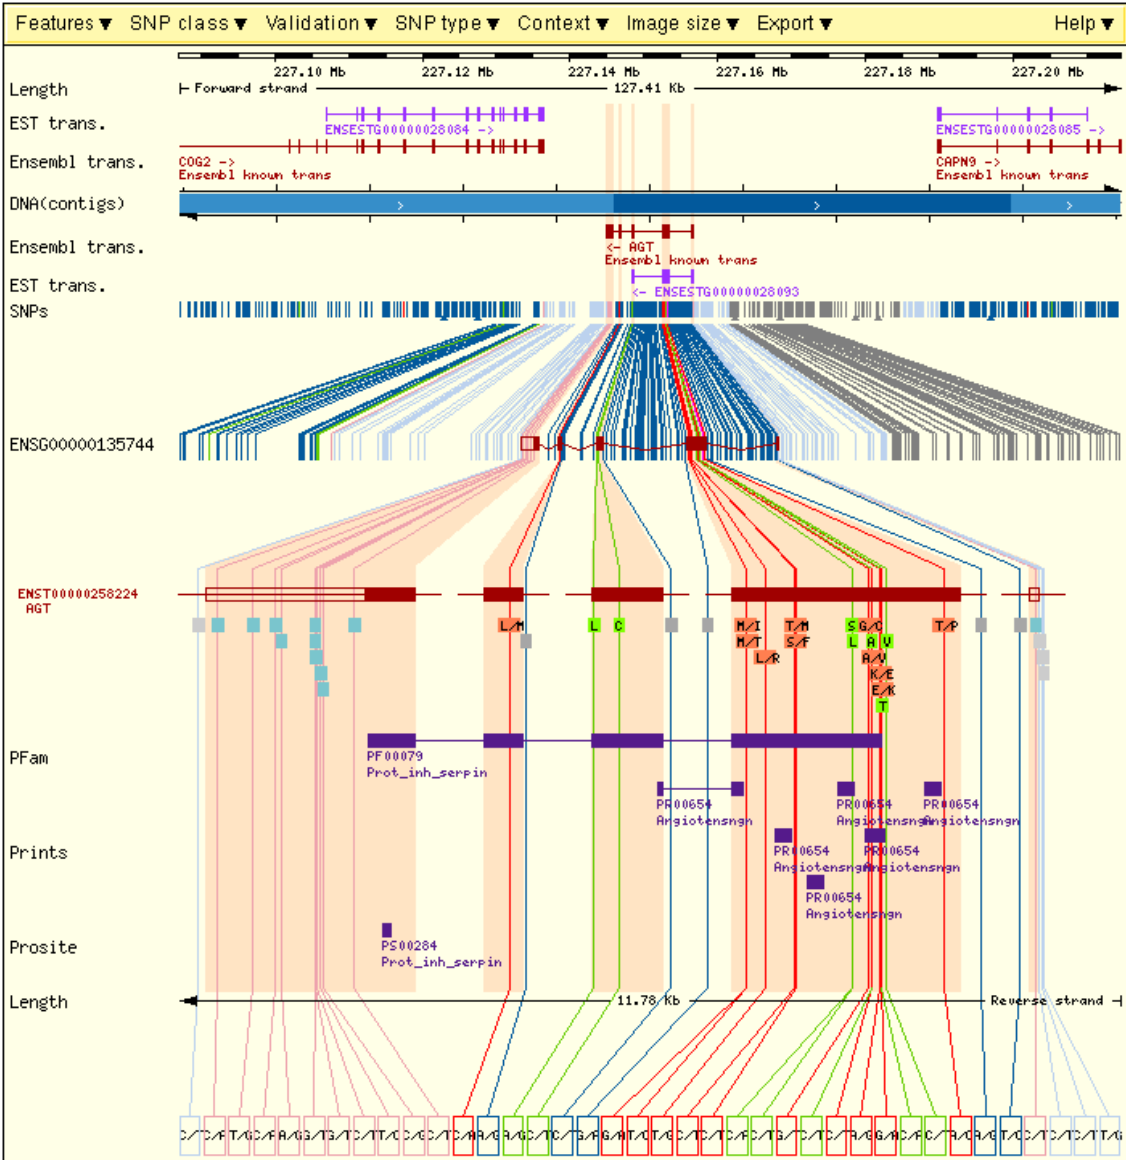 Features ▼ SNP class ▼ Validation ▼ SNP type ▼ Context ▼ Image size ▼ Export ▼ Help ▼
227.10 Mb 227.12 Mb 227.14 Mb 227.16 Mb 227.18 Mb 227.20 Mb
Length Forward strand 127.41 Kb
EST trans.
ENSESTG00000028084 -> ENSESTG00000028085 ->
Ensembl trans.
COG2 -> CAPN9 ->
Ensembl known trans Ensembl known trans
DNA(contigs) > > >
Ensembl trans.
<- AGT
Ensembl known trans
EST trans.
<- ENSESTG00000028093
SNPs
ENSG00000135744
ENST00000258224
AGT
L/M L C M/I T/M S G/C T/P
M/T S/F L A V
L/R A/V
K/E
E/K
T
PFam
PF00079
Prot_inh_serpin
PR00654 PR00654 PR00654
Angiotensngn Angiotensngn Angiotensngn
Prints
PR00654 PR00654
Angiotensngn Angiotensngn
PR00654
Angiotensngn
Prosite
PS00284
Prot_inh_serpin
Length 11.78 Kb Reverse strand